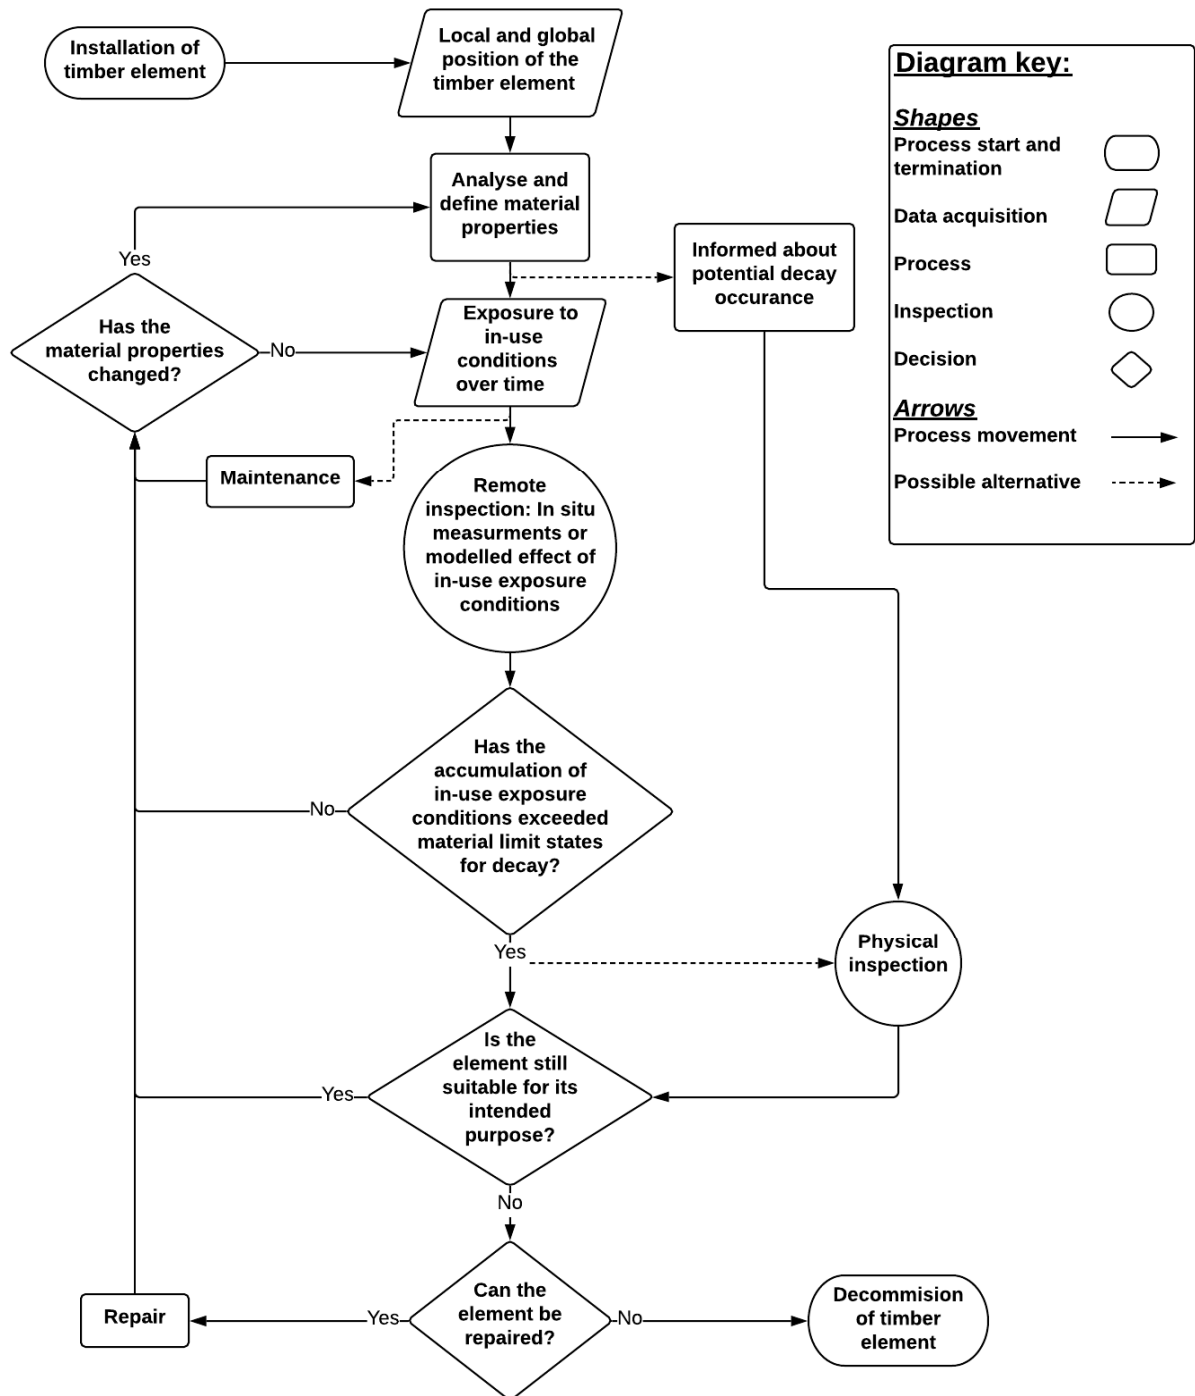 Installation of
timber element
Local and global
position of the
timber element
Analyse and
define material
properties
Informed about
potential decay
occurance
Yes
Has the
material properties
changed?
No
Exposure to
in-use
conditions
over time
Maintenance
Remote
inspection: In situ
measurments or
modelled effect of
in-use exposure
conditions
Has the
accumulation of
in-use exposure
conditions exceeded
material limit states
for decay?
No
Yes
Physical
inspection
Is the
element still
suitable for its
intended
purpose?
Yes
No
Can the
element be
repaired?
Yes
Repair
No
Decommision
of timber
element
Diagram key:
Shapes
Process start and
termination
Data acquisition
Process
Inspection
Decision
Arrows
Process movement
Possible alternative